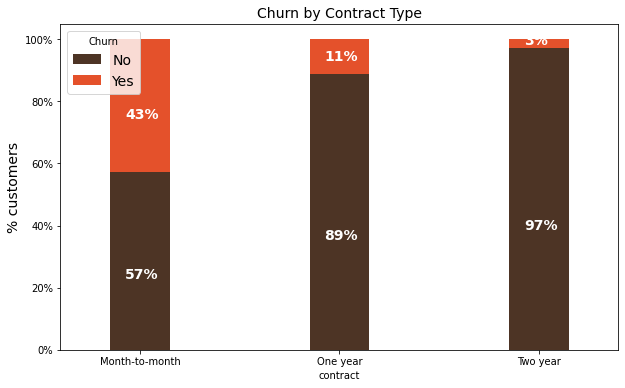 Churn by Contract Type
Churn
No
Yes
% customers
100%
80%
60%
40%
20%
0%
43%
57%
11%
89%
3%
97%
Month-to-month
One year
Two year
contract